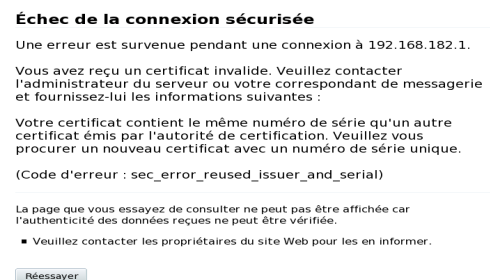 Échec de la connexion sécurisée
Une erreur est survenue pendant une connexion à 192.168.182.1.
Vous avez reçu un certificat invalide. Veuillez contacter
l'administrateur du serveur ou votre correspondant de messagerie
et fournissez-lui les informations suivantes :
Votre certificat contient le même numéro de série qu'un autre
certificat émis par l'autorité de certification. Veuillez vous
procurer un nouveau certificat avec un numéro de série unique.
(Code d'erreur : sec_error_reused_issuer_and_serial)
La page que vous essayez de consulter ne peut pas être affichée car
l'authenticité des données reçues ne peut être vérifiée.
Veuillez contacter les propriétaires du site Web pour les en informer.
Réessayer